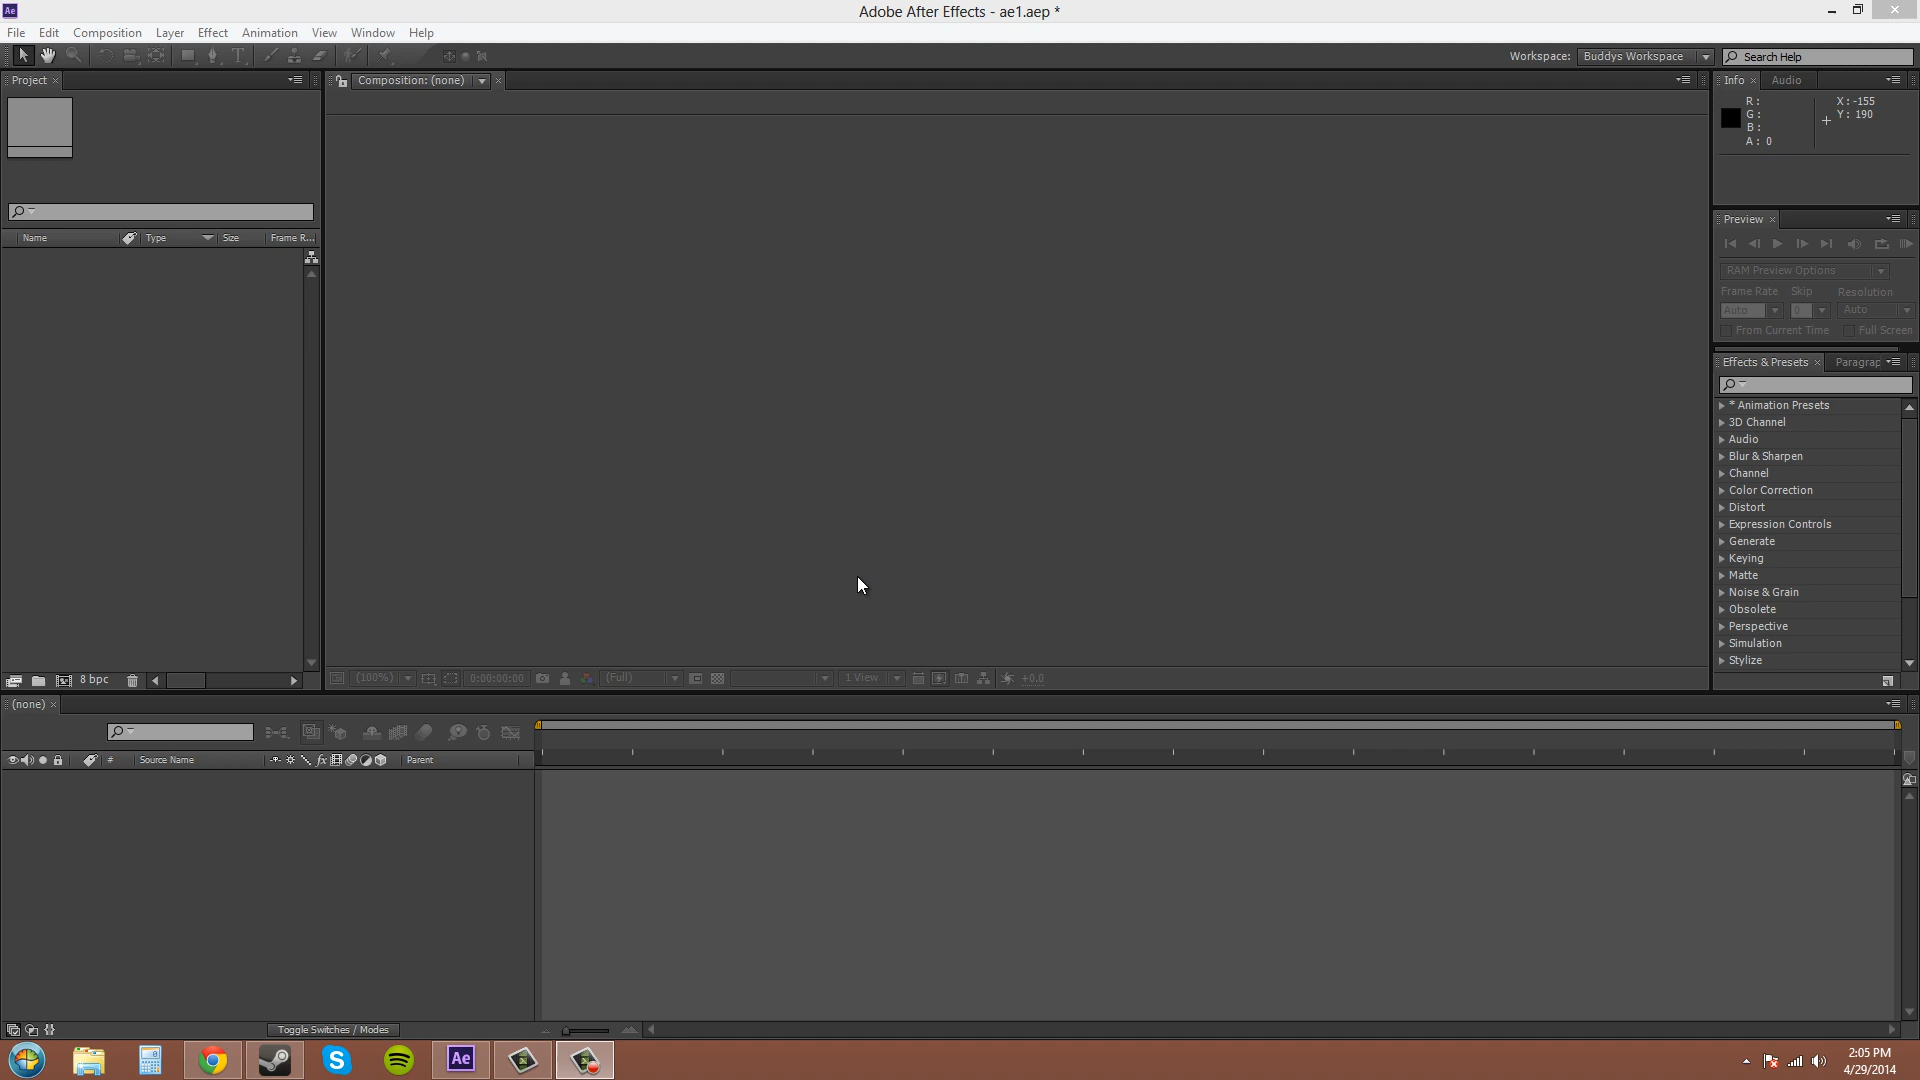 Ae
Adobe After Effects - ae1.aep *
File Edit Composition Layer Effect Animation View Window Help
T
Workspace: Buddys Workspace
Search Help
Project
Composition: (none)
Info Audio
R:
G:
B:
A: 0
X: -155
Y: 190
Preview
Name Type Size Frame R...
RAM Preview Options
Frame Rate Skip Resolution
Auto 0 Auto
From Current Time Full Screen
Effects & Presets Paragrap
* Animation Presets
3D Channel
Audio
Blur & Sharpen
Channel
Color Correction
Distort
Expression Controls
Generate
Keying
Matte
Noise & Grain
Obsolete
Perspective
Simulation
Stylize
8 bpc
(100%) 0:00:00:00 (Full) 1 View +0.0
(none)
# Source Name fx Parent
Toggle Switches / Modes
S
Ae
2:05 PM
4/29/2014